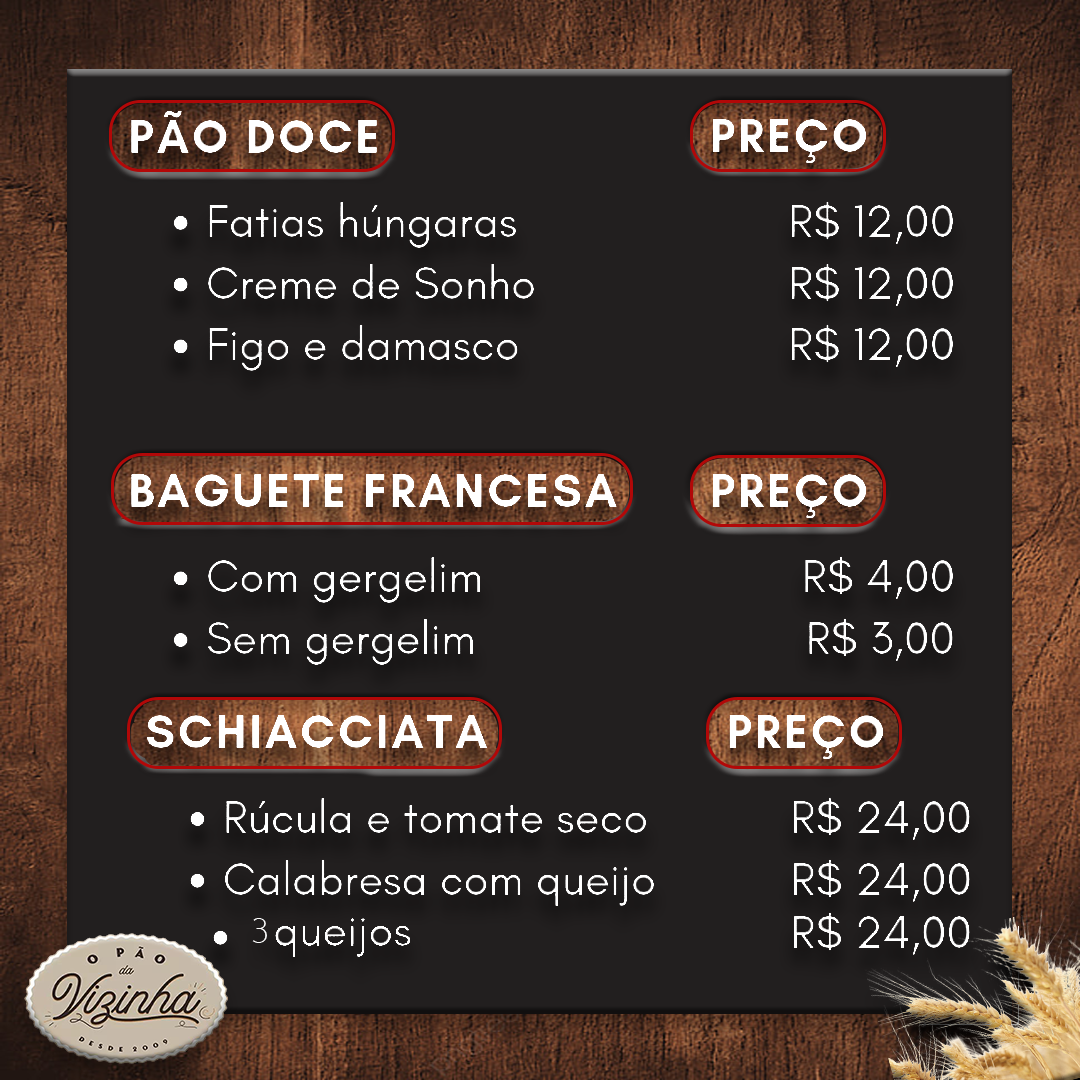 PÃO DOCE PREÇO
• Fatias húngaras R$ 12,00
• Creme de Sonho R$ 12,00
• Figo e damasco R$ 12,00
BAGUETE FRANCESA PREÇO
• Com gergelim R$ 4,00
• Sem gergelim R$ 3,00
SCHIACCIATA PREÇO
• Rúcula e tomate seco R$ 24,00
• Calabresa com queijo R$ 24,00
• 3 queijos R$ 24,00
O PÃO
da
Vizinha
DESDE 2009